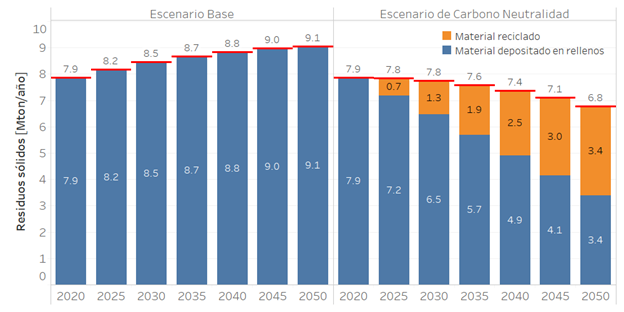 Escenario Base
Escenario de Carbono Neutralidad
Residuos sólidos [Mton/año]
10
9
8
7
6
5
4
3
2
1
0
7.9 8.2 8.5 8.7 8.8 9.0 9.1
7.9 8.2 8.5 8.7 8.8 9.0 9.1
2020 2025 2030 2035 2040 2045 2050
Material reciclado
Material depositado en rellenos
7.9 7.8 7.8 7.6 7.4 7.1 6.8
0.7 1.3 1.9 2.5 3.0 3.4
7.9 7.2 6.5 5.7 4.9 4.1 3.4
2020 2025 2030 2035 2040 2045 2050